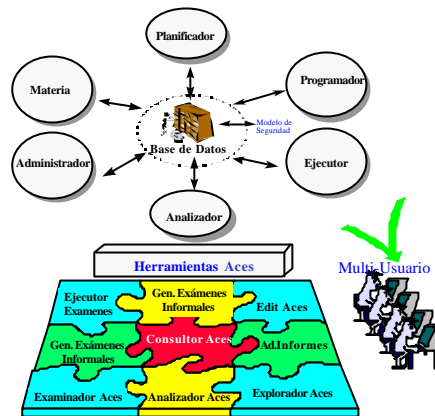 Planificador
Materia
Programador
Modelo de
Seguridad
Base de Datos
Administrador
Ejecutor
Analizador
Herramientas Aces
Multi-Usuario
Ejecutor
Examenes
Gen. Exámenes
Informales
Edit Aces
Gen. Exámenes
Informales
Consultor Aces
Ad.Informes
Examinador Aces
Analizador Aces
Explorador Aces